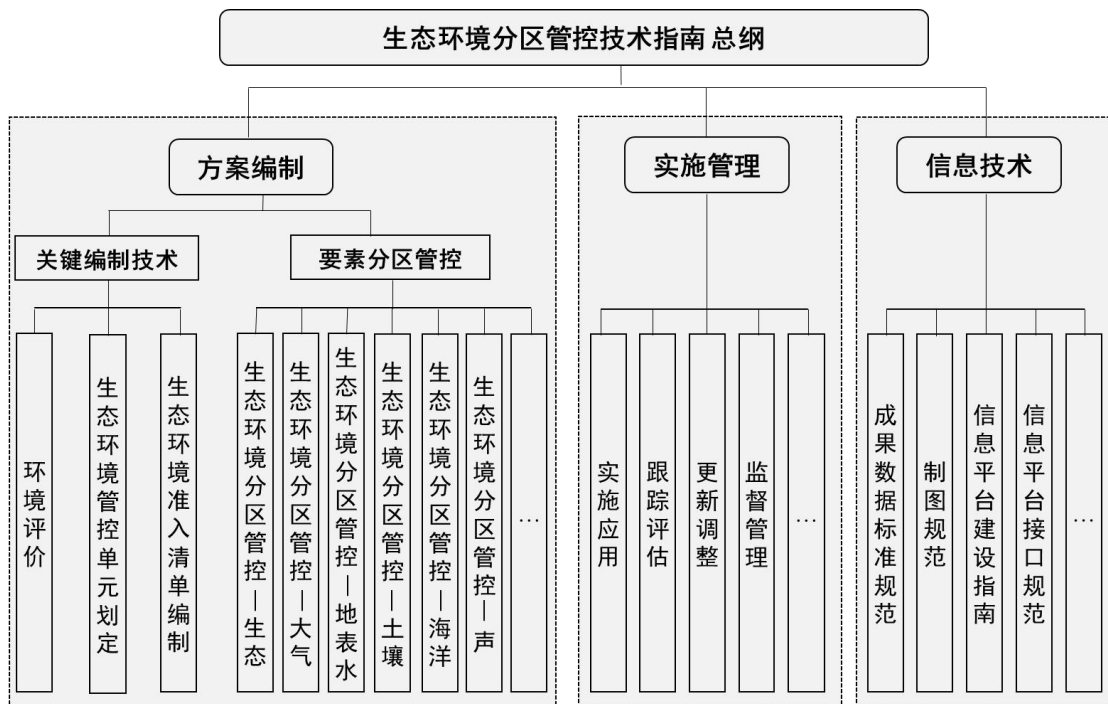 生态环境分区管控技术指南 总纲
方案编制
实施管理
信息技术
关键编制技术
要素分区管控
环境评价
生态环境管控单元划定
生态环境准入清单编制
生态环境分区管控—生态
生态环境分区管控—大气
生态环境分区管控—地表水
生态环境分区管控—土壤
生态环境分区管控—海洋
生态环境分区管控—声
…
实施应用
跟踪评估
更新调整
监督管理
…
成果数据标准规范
制图规范
信息平台建设指南
信息平台接口规范
…